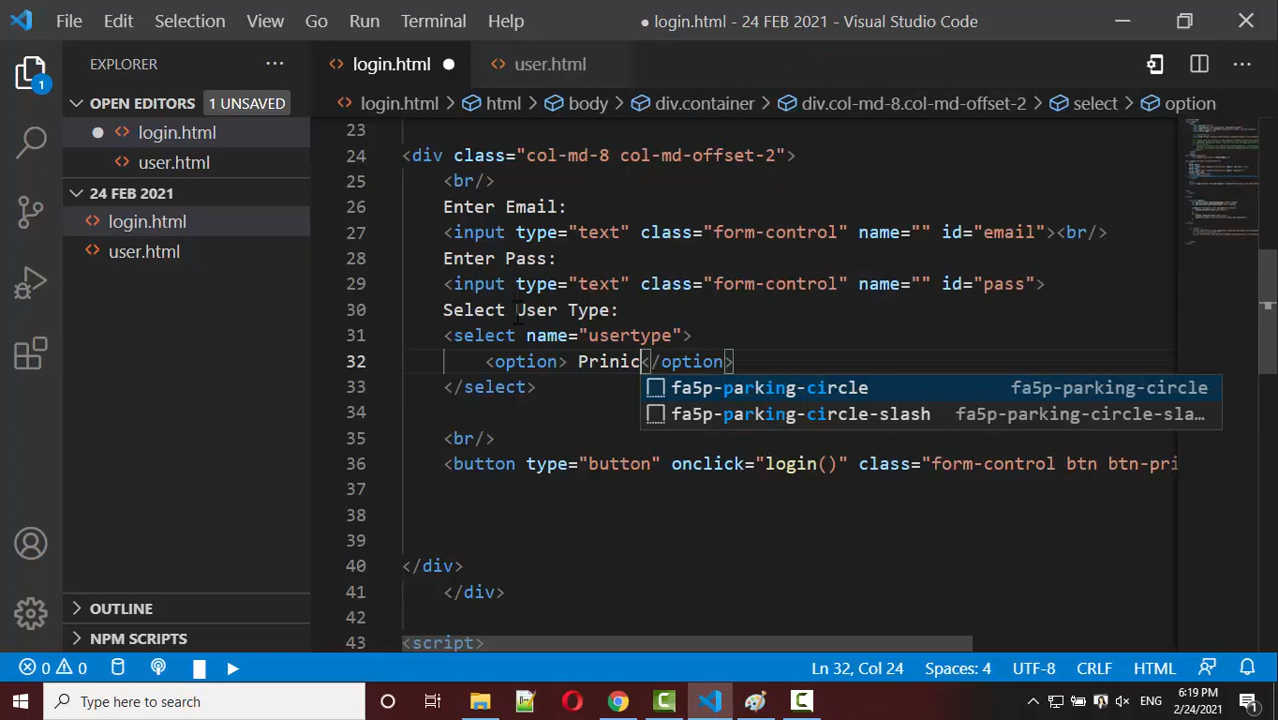 File Edit Selection View Go Run Terminal Help ● login.html - 24 FEB 2021 - Visual Studio Code
EXPLORER ...
login.html ● user.html ...
OPEN EDITORS 1 UNSAVED
login.html > html > body > div.container > div.col-md-8.col-md-offset-2 > select > option
● login.html
user.html
24 FEB 2021
login.html
user.html
OUTLINE
NPM SCRIPTS
1
23
24 <div class="col-md-8 col-md-offset-2">
25 <br/>
26 Enter Email:
27 <input type="text" class="form-control" name="" id="email"><br/>
28 Enter Pass:
29 <input type="text" class="form-control" name="" id="pass">
30 Select User Type:
31 <select name="usertype">
32 <option> Prinic</option>
fa5p-parking-circle fa5p-parking-circle
fa5p-parking-circle-slash fa5p-parking-circle-sla...
33 </select>
34
35 <br/>
36 <button type="button" onclick="login()" class="form-control btn btn-pri
37
38
39
40 </div>
41 </div>
42
43 <script>
0 0 Ln 32, Col 24 Spaces: 4 UTF-8 CRLF HTML
Type here to search
ENG 6:19 PM 2/24/2021 1